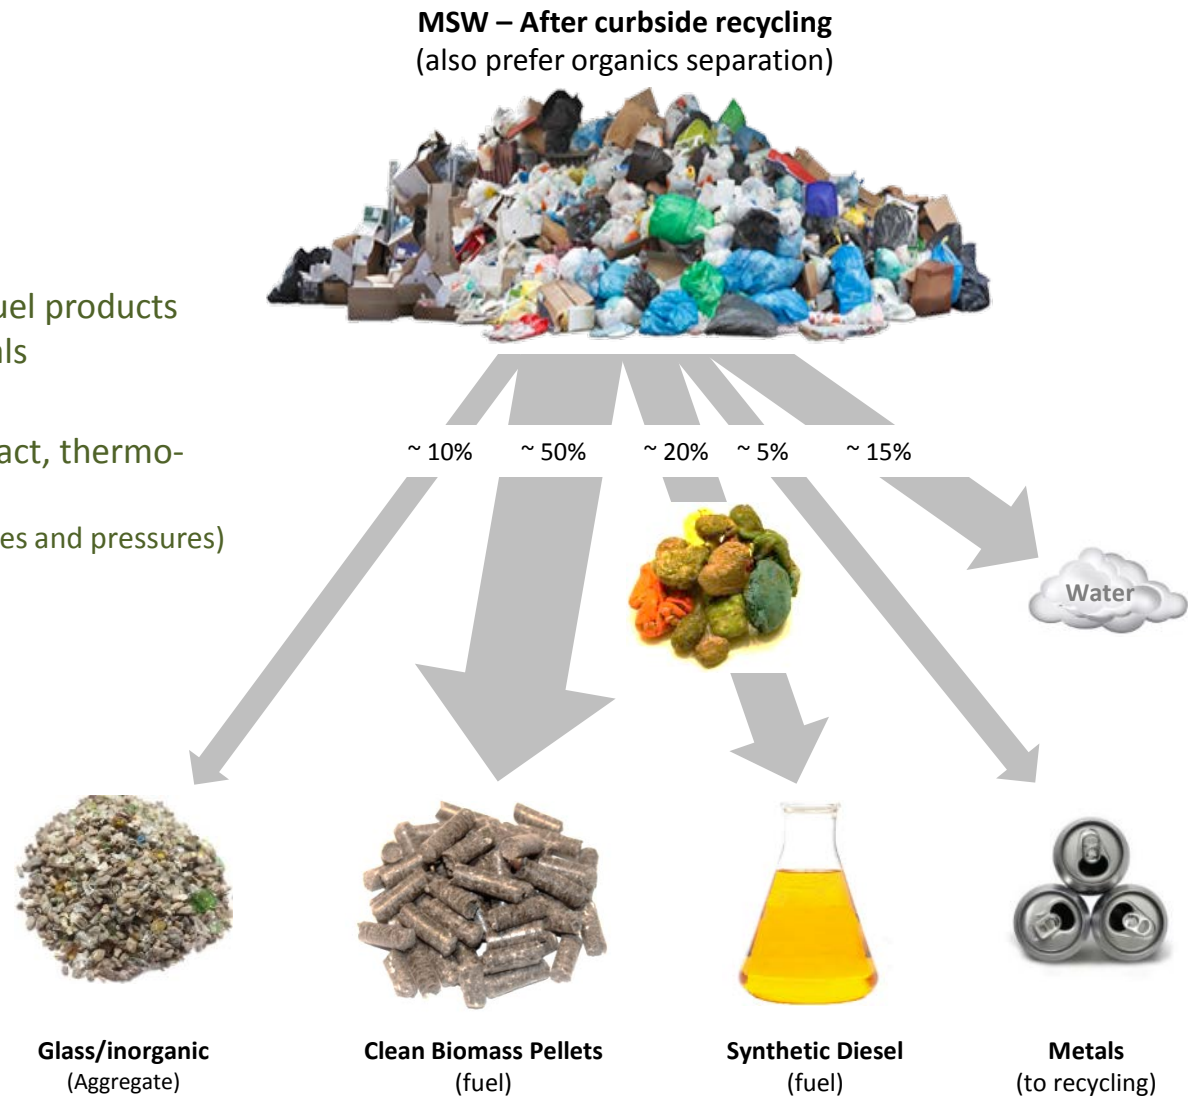 MSW – After curbside recycling
(also prefer organics separation)
uel products
als
act, thermo-
es and pressures)
~ 10%
~ 50%
~ 20%
~ 5%
~ 15%
Water
Glass/inorganic
(Aggregate)
Clean Biomass Pellets
(fuel)
Synthetic Diesel
(fuel)
Metals
(to recycling)